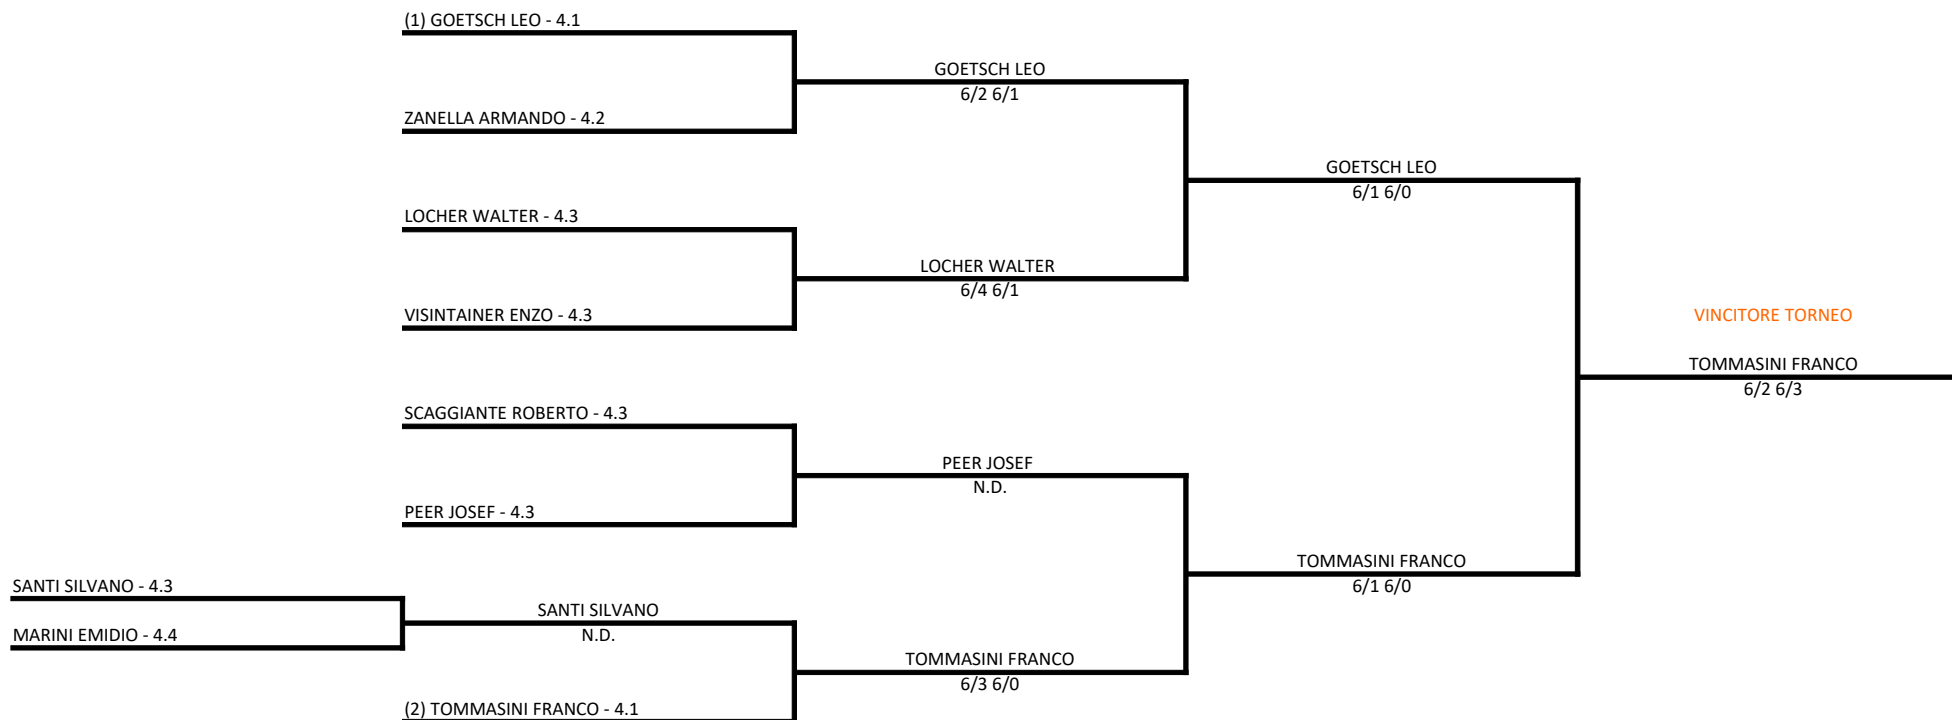 (1) GOETSCH LEO - 4.1
GOETSCH LEO
6/2 6/1
ZANELLA ARMANDO - 4.2
GOETSCH LEO
6/1 6/0
LOCHER WALTER - 4.3
LOCHER WALTER
6/4 6/1
VISINTAINER ENZO - 4.3
VINCITORE TORNEO
TOMMASINI FRANCO
6/2 6/3
SCAGGIANTE ROBERTO - 4.3
PEER JOSEF
N.D.
PEER JOSEF - 4.3
TOMMASINI FRANCO
6/1 6/0
SANTI SILVANO - 4.3
SANTI SILVANO
N.D.
MARINI EMIDIO - 4.4
TOMMASINI FRANCO
6/3 6/0
(2) TOMMASINI FRANCO - 4.1